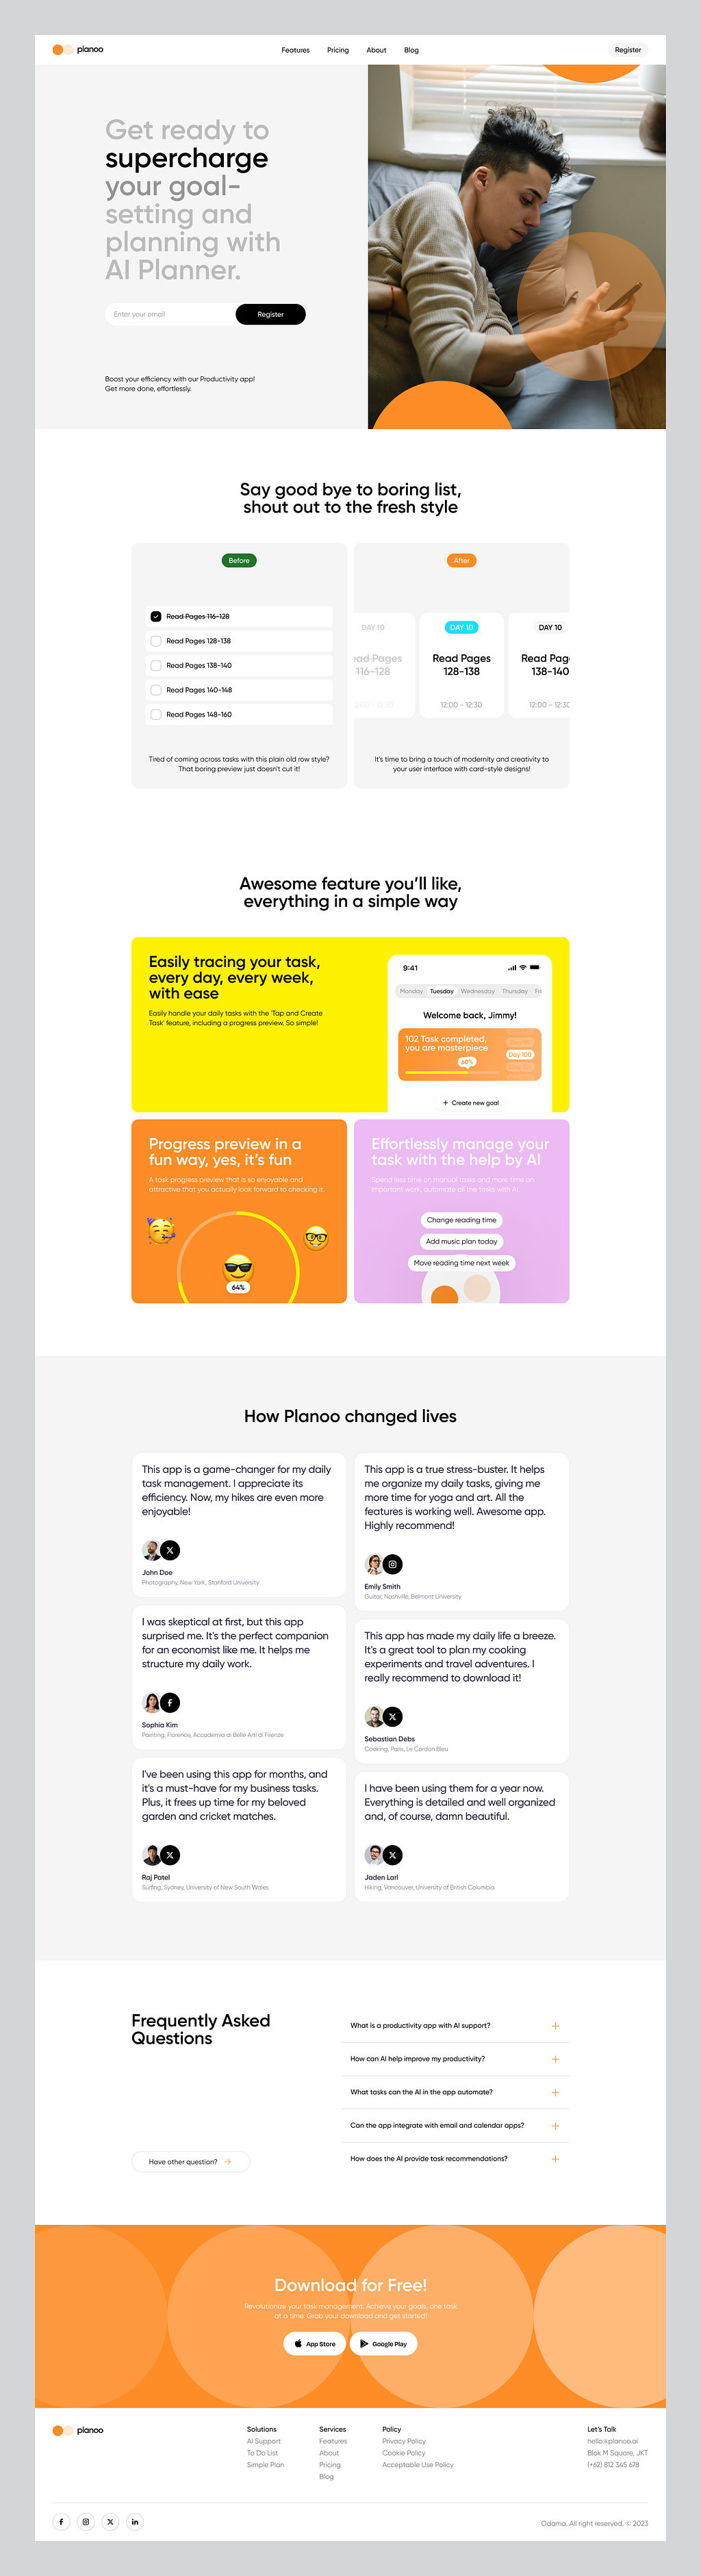 planoo
Features
Pricing
About
Blog
Register
Get ready to
supercharge
your goal-
setting and
planning with
AI Planner.
Enter your email
Register
Boost your efficiency with our Productivity app!
Get more done, effortlessly.
Say good bye to boring list,
shout out to the fresh style
Before
Read Pages 116-128
Read Pages 128-138
Read Pages 138-140
Read Pages 140-148
Read Pages 148-160
Tired of coming across tasks with this plain old row style?
That boring preview just doesn't cut it!
After
DAY 10
ead Pages
116-128
2:00 - 12:30
DAY 10
Read Pages
128-138
12:00 - 12:30
DAY 10
Read Pag
138-140
12:00 - 12:30
It's time to bring a touch of modernity and creativity to
your user interface with card-style designs!
Awesome feature you'll like,
everything in a simple way
Easily tracing your task,
every day, every week,
with ease
Easily handle your daily tasks with the 'Tap and Create
Task' feature, including a progress preview. So simple!
9:41
Monday
Tuesday
Wednesday
Thursday
Fri
Welcome back, Jimmy!
102 Task completed,
you are masterpiece
60%
Day 100
+ Create new goal
Progress preview in a
fun way, yes, it's fun
A task progress preview that is so enjoyable and
attractive that you actually look forward to checking it.
64%
Effortlessly manage your
task with the help by AI
Spend less time on manual tasks and more time on
important work. automate all the tasks with AI.
Change reading time
Add music plan today
Move reading time next week
How Planoo changed lives
This app is a game-changer for my daily
task management. I appreciate its
efficiency. Now, my hikes are even more
enjoyable!
John Doe
Photography, New York, Stanford University
This app is a true stress-buster. It helps
me organize my daily tasks, giving me
more time for yoga and art. All the
features is working well. Awesome app.
Highly recommend!
Emily Smith
Guitar, Nashville, Belmont University
I was skeptical at first, but this app
surprised me. It's the perfect companion
for an economist like me. It helps me
structure my daily work.
Sophia Kim
Painting, Florence, Accademia di Belle Arti di Firenze
This app has made my daily life a breeze.
It's a great tool to plan my cooking
experiments and travel adventures. I
really recommend to download it!
Sebastian Debs
Cooking, Paris, Le Cordon Bleu
I've been using this app for months, and
it's a must-have for my business tasks.
Plus, it frees up time for my beloved
garden and cricket matches.
Raj Patel
Surfing, Sydney, University of New South Wales
I have been using them for a year now.
Everything is detailed and well organized
and, of course, damn beautiful.
Jaden Larl
Hiking, Vancouver, University of British Columbia
Frequently Asked
Questions
Have other question?
What is a productivity app with AI support?
How can AI help improve my productivity?
What tasks can the AI in the app automate?
Can the app integrate with email and calendar apps?
How does the AI provide task recommendations?
Download for Free!
Revolutionize your task management. Achieve your goals, one task
at a time. Grab your download and get started!
App Store
Google Play
planoo
Solutions
AI Support
To Do List
Simple Plan
Services
Features
About
Pricing
Blog
Policy
Privacy Policy
Cookie Policy
Acceptable Use Policy
Let's Talk
hello@planoo.ai
Blok M Square, JKT
(+62) 812 345 678
Odama. All right reserved. © 2023